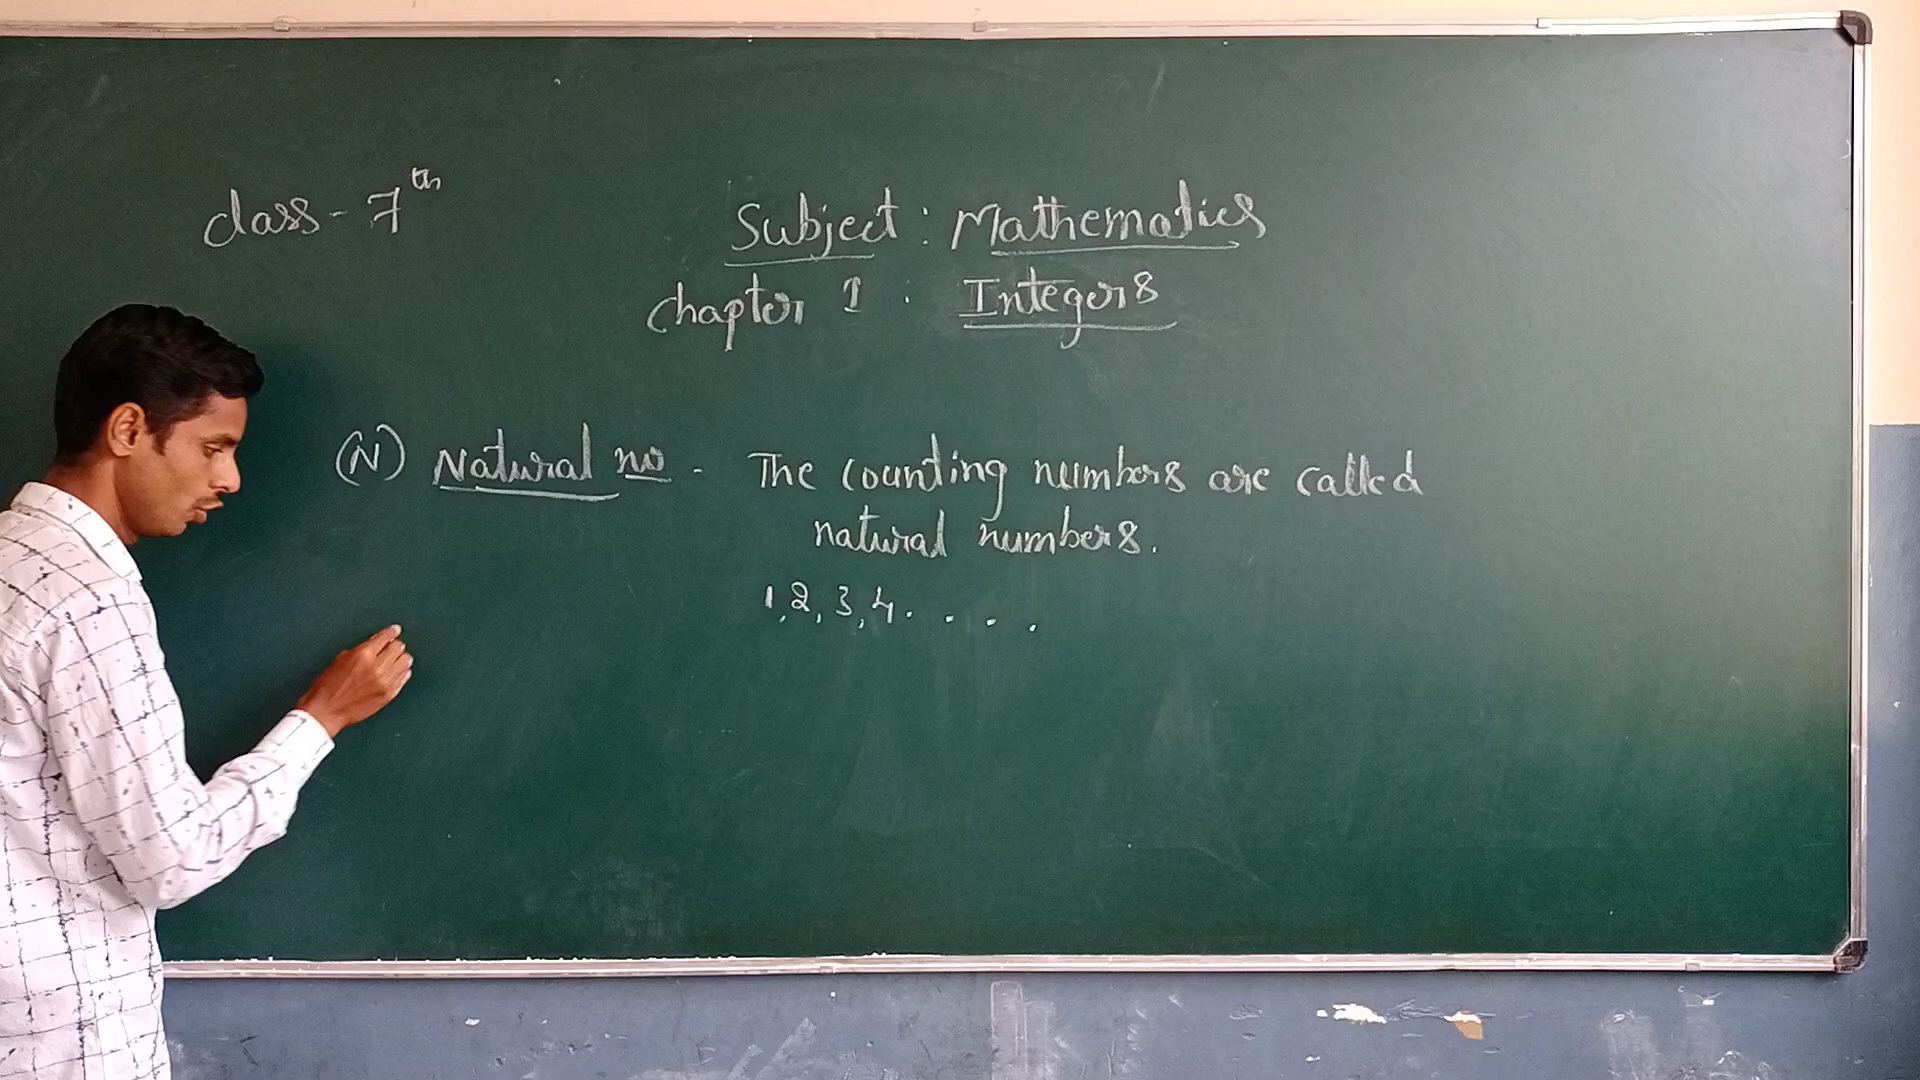 class - 7th
Subject : Mathematics
chapter 1 . Integers
(N) Natural no - The counting numbers are called
natural numbers.
1, 2, 3, 4 . . . .